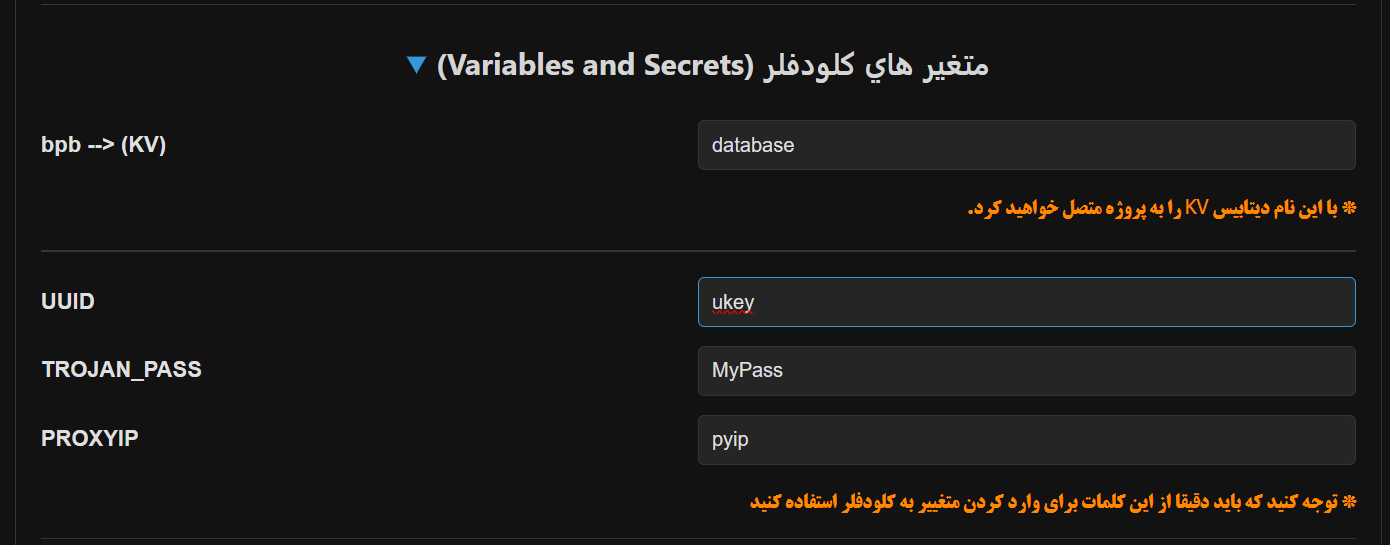 متغیر هاي کلودفلر (Variables and Secrets) ▼
bpb --> (KV)
database
❋ با این نام دیتابیس KV را به پروژه متصل خواهید کرد.
UUID
ukey
TROJAN_PASS
MyPass
PROXYIP
pyip
❋ توجه کنید که باید دقیقا از این کلمات برای وارد کردن متغییر به کلودفلر استفاده کنید